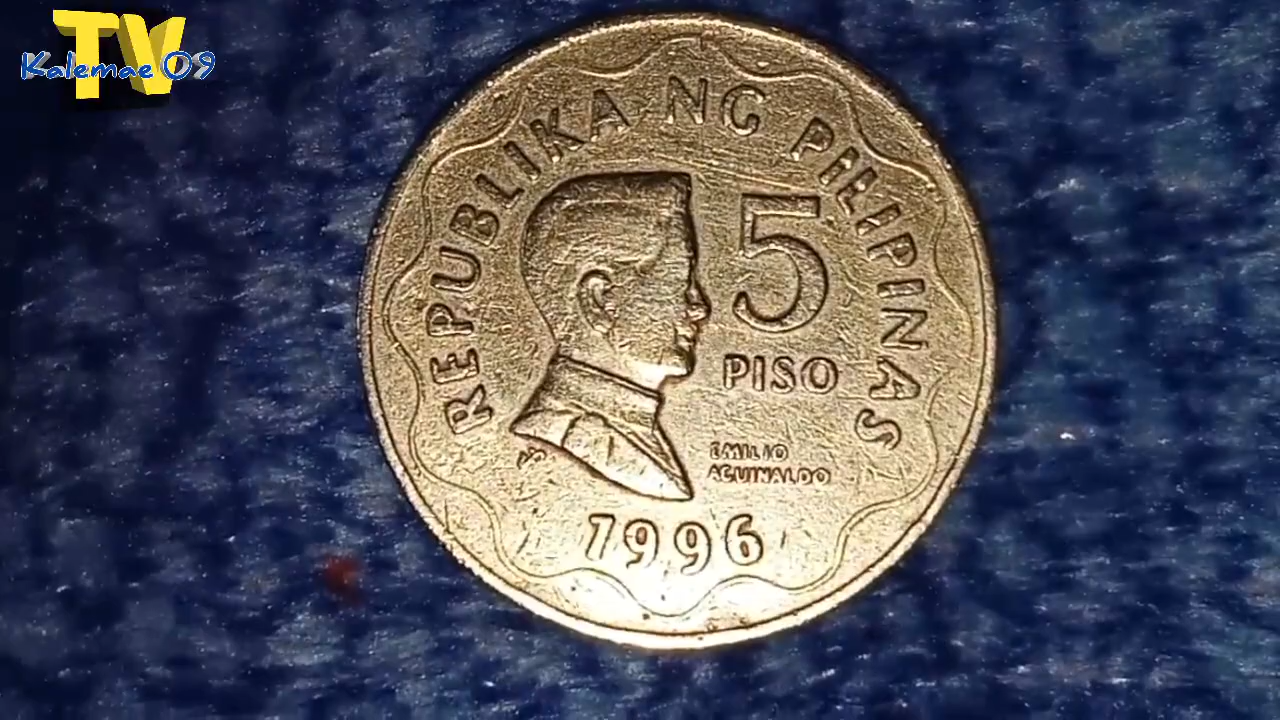 TV
Kalemae 09
REPUBLIKA NG PILIPINAS
5
PISO
EMILIO
AGUINALDO
1996